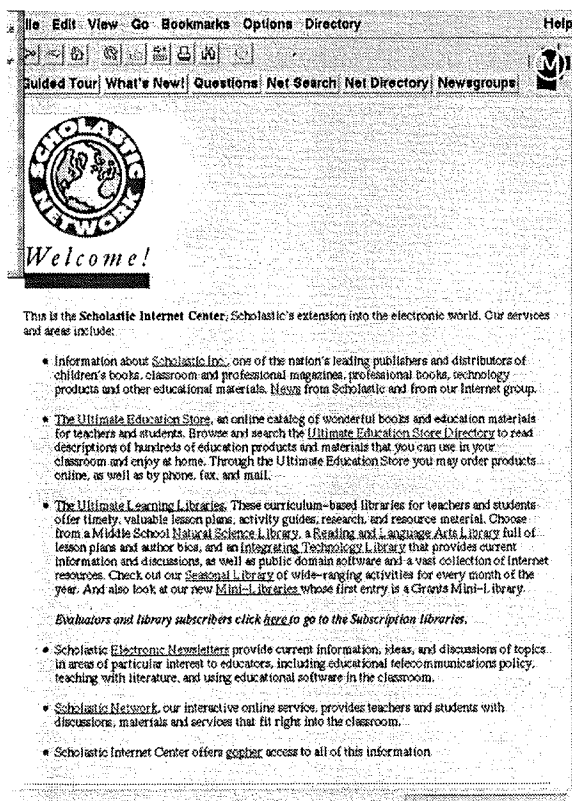 ile Edit View Go Bookmarks Options Directory Help
Guided Tour What's New! Questions Net Search Net Directory Newsgroups
SCHOLASTIC
NETWORK
Welcome!
This is the Scholastic Internet Center, Scholastic's extension into the electronic world. Our services
and areas include:
• Information about Scholastic Inc., one of the nation's leading publishers and distributors of
children's books, classroom and professional magazines, professional books, technology
products and other educational materials. News from Scholastic and from our Internet group.
• The Ultimate Education Store, an online catalog of wonderful books and education materials
for teachers and students. Browse and search the Ultimate Education Store Directory to read
descriptions of hundreds of education products and materials that you can use in your
classroom and enjoy at home. Through the Ultimate Education Store you may order products
online, as well as by phone, fax, and mail.
• The Ultimate Learning Libraries. These curriculum-based libraries for teachers and students
offer timely, valuable lesson plans, activity guides, research, and resource material. Choose
from a Middle School Natural Science Library, a Reading and Language Arts Library full of
lesson plans and author bios, and an Integrating Technology Library that provides current
information and discussions, as well as public domain software and a vast collection of Internet
resources. Check out our Seasonal Library of wide-ranging activities for every month of the
year. And also look at our new Mini-Libraries whose first entry is a Grants Mini-Library.
Evaluators and library subscribers click here to go to the Subscription libraries.
• Scholastic Electronic Newsletters provide current information, ideas, and discussions of topics
in areas of particular interest to educators, including educational telecommunications policy,
teaching with literature, and using educational software in the classroom.
• Scholastic Network, our interactive online service, provides teachers and students with
discussions, materials and services that fit right into the classroom.
• Scholastic Internet Center offers gopher access to all of this information